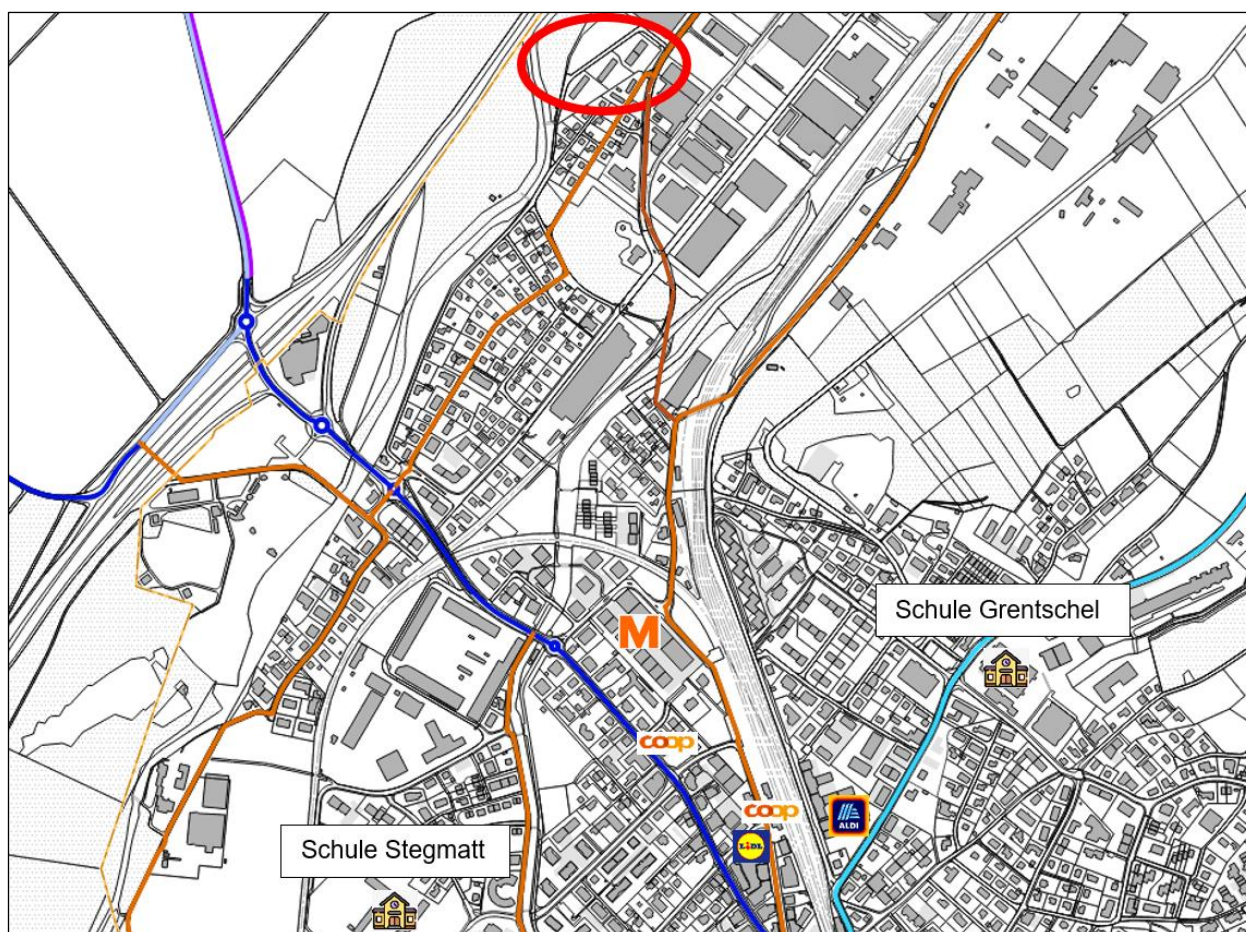 Schule Grentschel
M
coop
coop
ALDI
LIDL
Schule Stegmatt